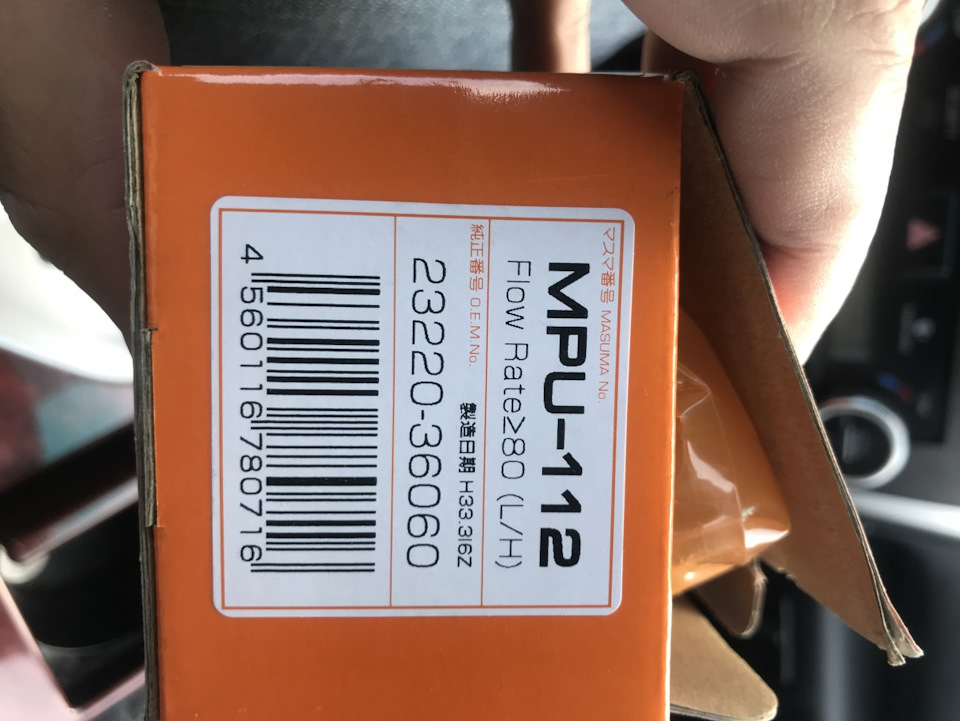 マスマ番号 MASUMA No.
MPU-112
Flow Rate≥80 (L/H)
純正番号 O.E.M.No.
製造日期 H33.316Z
23220-36060
4 560116 780716